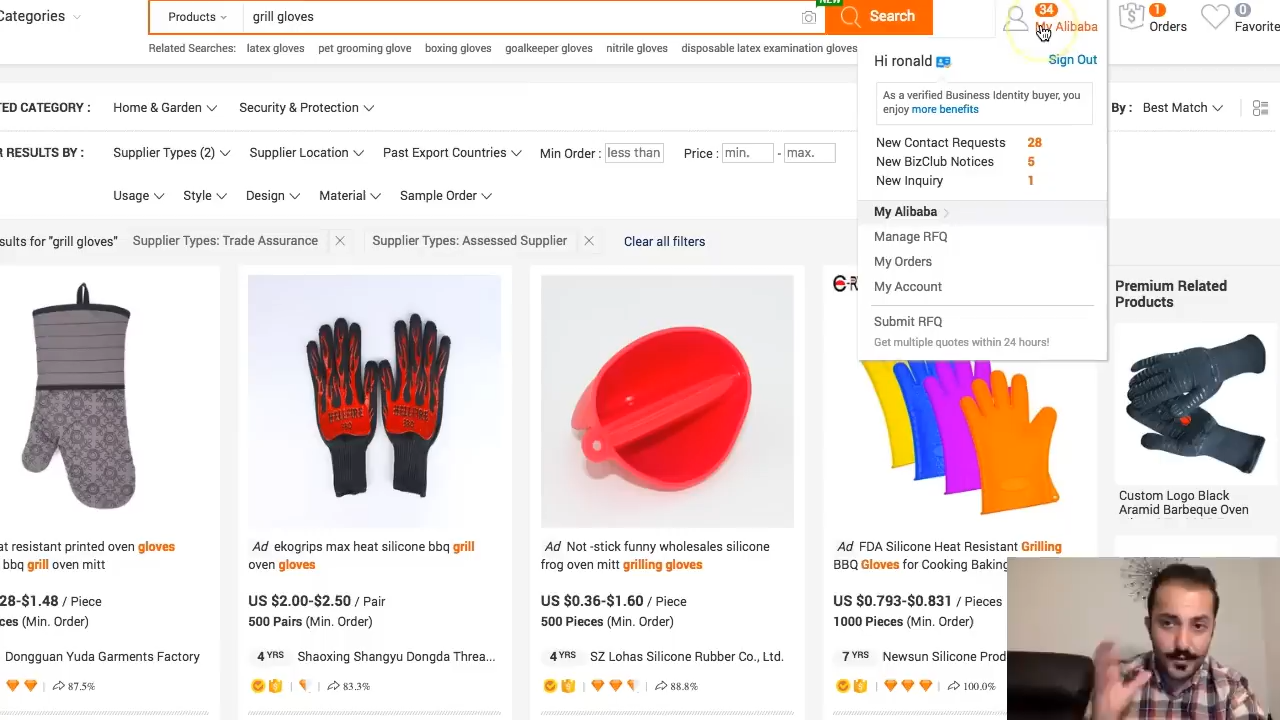 Categories
Products
grill gloves
NEW
Search
34
My Alibaba
1
Orders
0
Favorite
Related Searches: latex gloves pet grooming glove boxing gloves goalkeeper gloves nitrile gloves disposable latex examination gloves
Hi ronald
Sign Out
As a verified Business Identity buyer, you
enjoy more benefits
New Contact Requests 28
New BizClub Notices 5
New Inquiry 1
My Alibaba
Manage RFQ
My Orders
My Account
Submit RFQ
Get multiple quotes within 24 hours!
TED CATEGORY : Home & Garden Security & Protection
By : Best Match
R RESULTS BY : Supplier Types (2) Supplier Location Past Export Countries Min Order : less than Price : min. - max.
Usage Style Design Material Sample Order
sults for "grill gloves" Supplier Types: Trade Assurance Supplier Types: Assessed Supplier Clear all filters
Premium Related
Products
HELLFIRE
BBQ
HELLFIRE
BBQ
Custom Logo Black
Aramid Barbeque Oven
at resistant printed oven gloves
bbq grill oven mitt
28-$1.48 / Piece
ces (Min. Order)
Dongguan Yuda Garments Factory
87.5%
Ad ekogrips max heat silicone bbq grill
oven gloves
US $2.00-$2.50 / Pair
500 Pairs (Min. Order)
4 YRS Shaoxing Shangyu Dongda Threa...
83.3%
Ad Not -stick funny wholesales silicone
frog oven mitt grilling gloves
US $0.36-$1.60 / Piece
500 Pieces (Min. Order)
4 YRS SZ Lohas Silicone Rubber Co., Ltd.
88.8%
Ad FDA Silicone Heat Resistant Grilling
BBQ Gloves for Cooking Baking
US $0.793-$0.831 / Pieces
1000 Pieces (Min. Order)
7 YRS Newsun Silicone Prod
100.0%